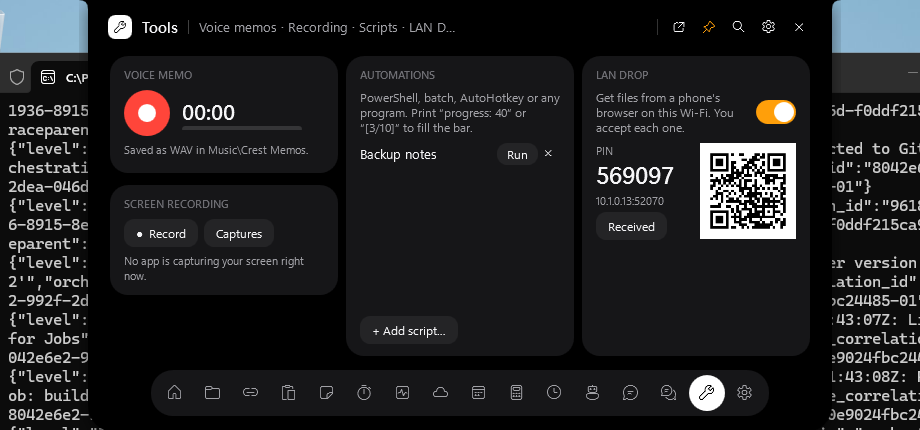 Tools
Voice memos · Recording · Scripts · LAN D...
VOICE MEMO
00:00
Saved as WAV in Music\Crest Memos.
SCREEN RECORDING
● Record
Captures
No app is capturing your screen right
now.
AUTOMATIONS
PowerShell, batch, AutoHotkey or any
program. Print "progress: 40" or
"[3/10]" to fill the bar.
Backup notes
Run
+ Add script...
LAN DROP
Get files from a phone's
browser on this Wi-Fi. You
accept each one.
PIN
569097
10.1.0.13:52070
Received
C:\P
1936-8915
raceparen
{"level":
chestrati
2dea-046d
{"level":
6-8915-8e
eparent":
{"level":
2'","orch
2-992f-2d
{"level":
for Jobs"
042e6e2-9
{"level":
ob: build
8042e6e2-
6d-f0ddf
cted to Git
id":"8042e6
-01"}
n_id":"9618
f0ddf215ca9
er version
lation_id"
bc24485-01"
:43:07Z: Li
_correlatio
e9024fbc244
1:43:08Z:
e_correlat
0e9024fbc2